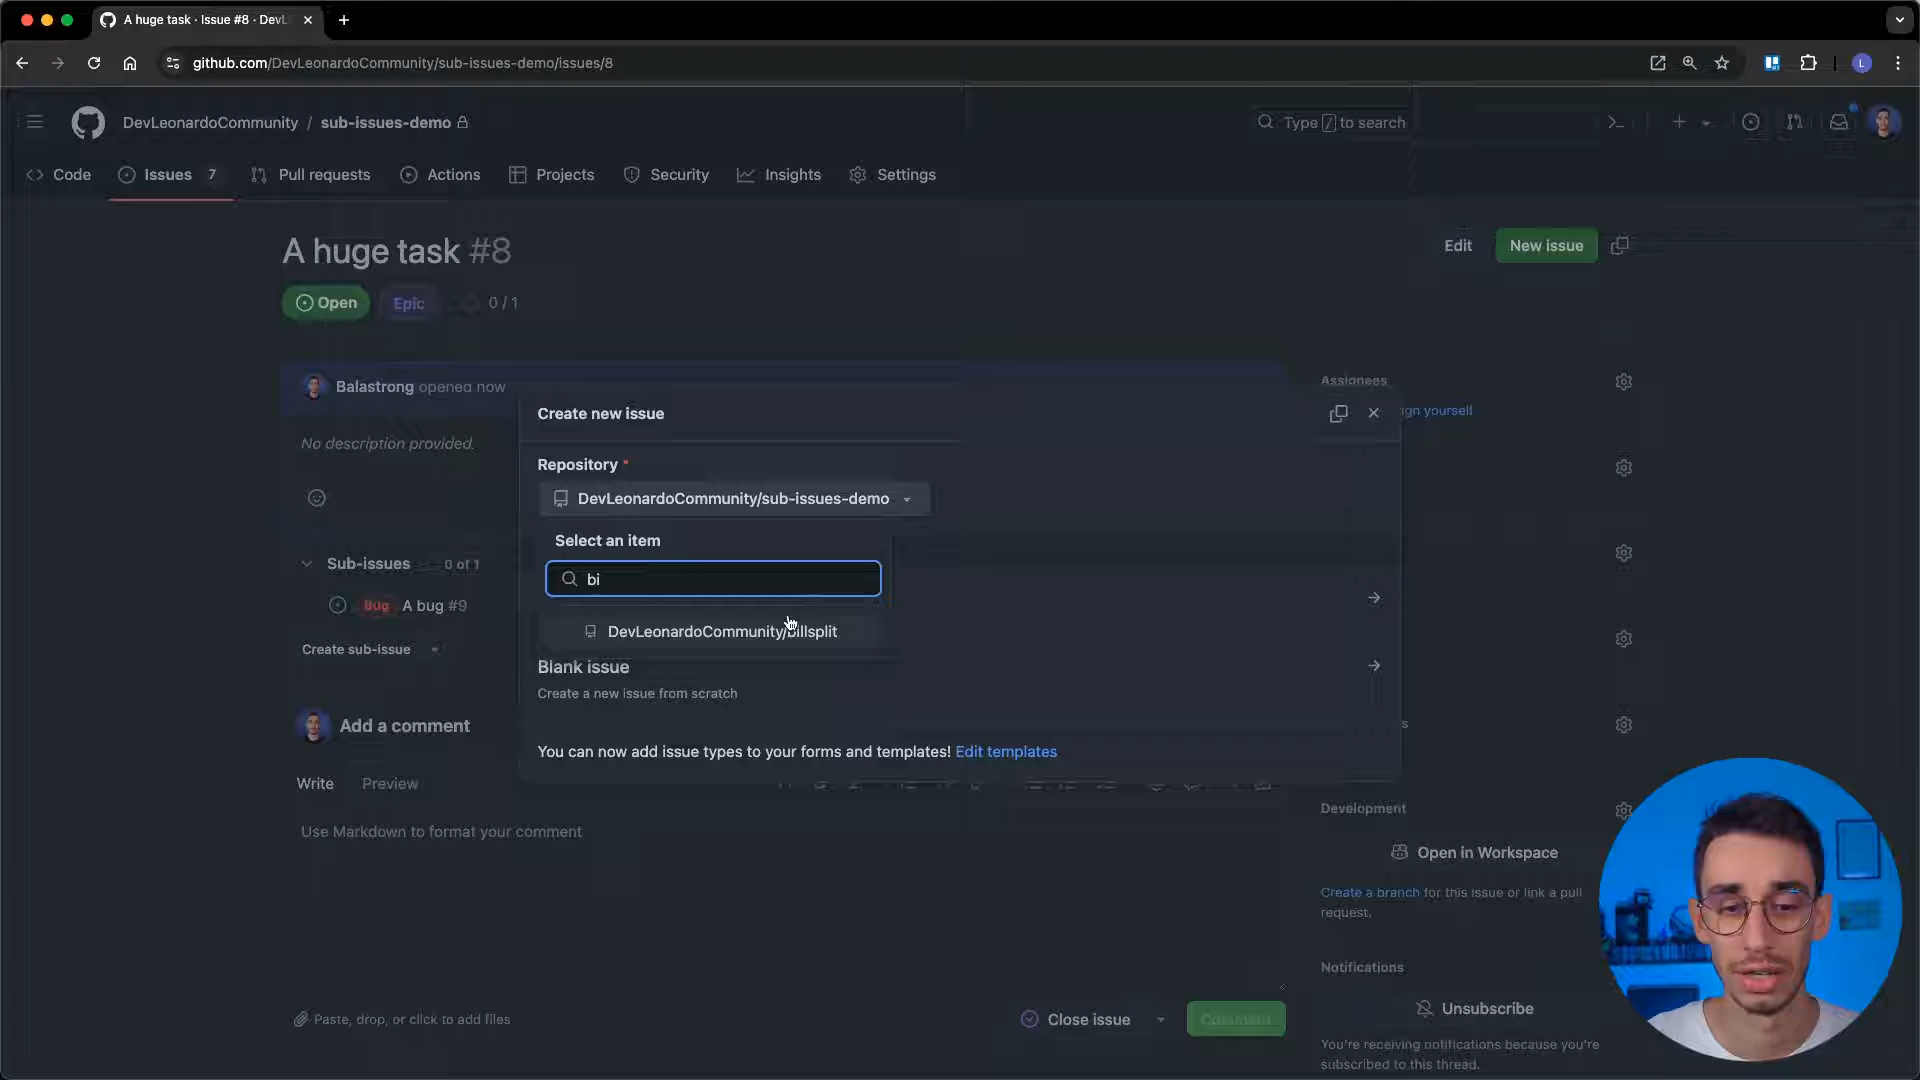 A huge task · Issue #8 · DevL
github.com/DevLeonardoCommunity/sub-issues-demo/issues/8
L
DevLeonardoCommunity / sub-issues-demo
Type / to search
Code
Issues 7
Pull requests
Actions
Projects
Security
Insights
Settings
A huge task #8
Edit
New issue
Open
Epic
0 / 1
Balastrong opened now
Assignees
gn yourself
No description provided.
Create new issue
Repository *
DevLeonardoCommunity/sub-issues-demo
Select an item
bi
DevLeonardoCommunity/billsplit
Blank issue
Create a new issue from scratch
You can now add issue types to your forms and templates! Edit templates
Sub-issues 0 of 1
Bug A bug #9
Create sub-issue
Add a comment
Write
Preview
Use Markdown to format your comment
Paste, drop, or click to add files
Close issue
Comment
Development
Open in Workspace
Create a branch for this issue or link a pull
request.
Notifications
Unsubscribe
You're receiving notifications because you're
subscribed to this thread.